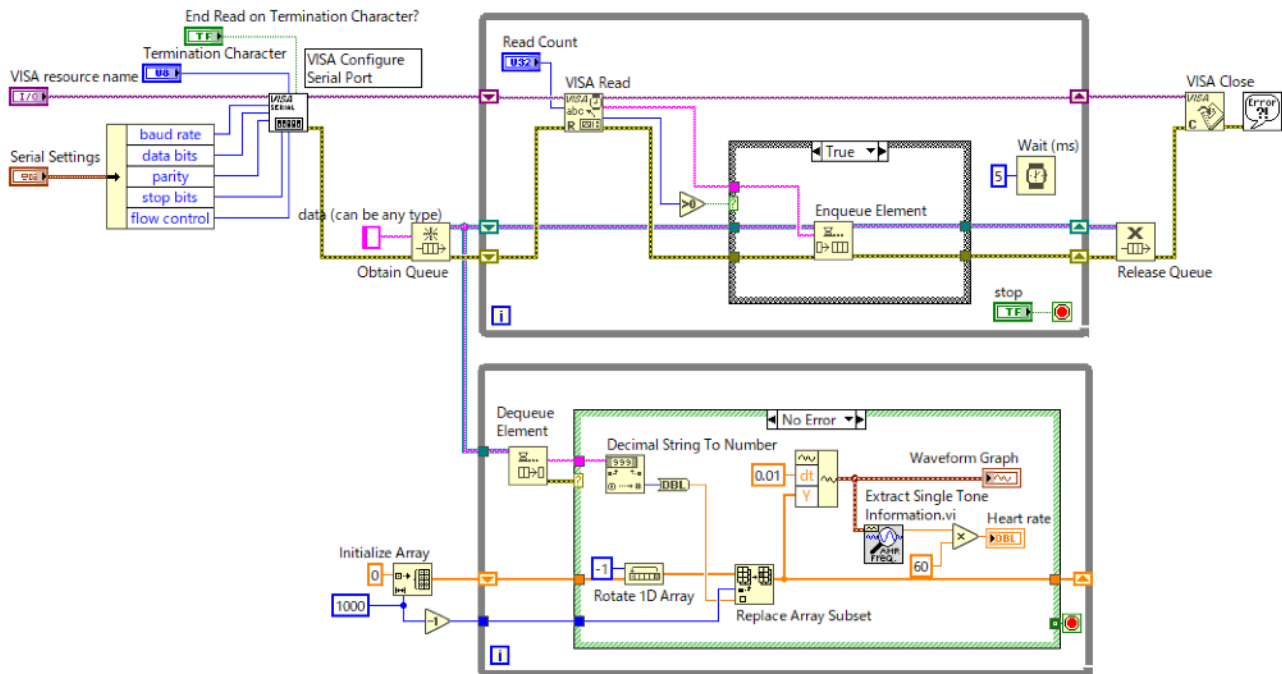 End Read on Termination Character?
TF
Termination Character
U8
VISA Configure
Serial Port
VISA resource name
I/O
VISA
SERIAL
baud rate
data bits
parity
stop bits
flow control
Serial Settings
data (can be any type)
Obtain Queue
Read Count
U32
VISA Read
VISA
abc
R
>0
True
?
Enqueue Element
Wait (ms)
5
stop
TF
i
VISA Close
VISA
C
Error
?!
Release Queue
Dequeue
Element
No Error
?
Decimal String To Number
DBL
0.01
dt
Y
Waveform Graph
Extract Single Tone
Information.vi
AMP
FREQ.
x
60
Heart rate
DBL
Initialize Array
0
1000
-1
-1
Rotate 1D Array
Replace Array Subset
i